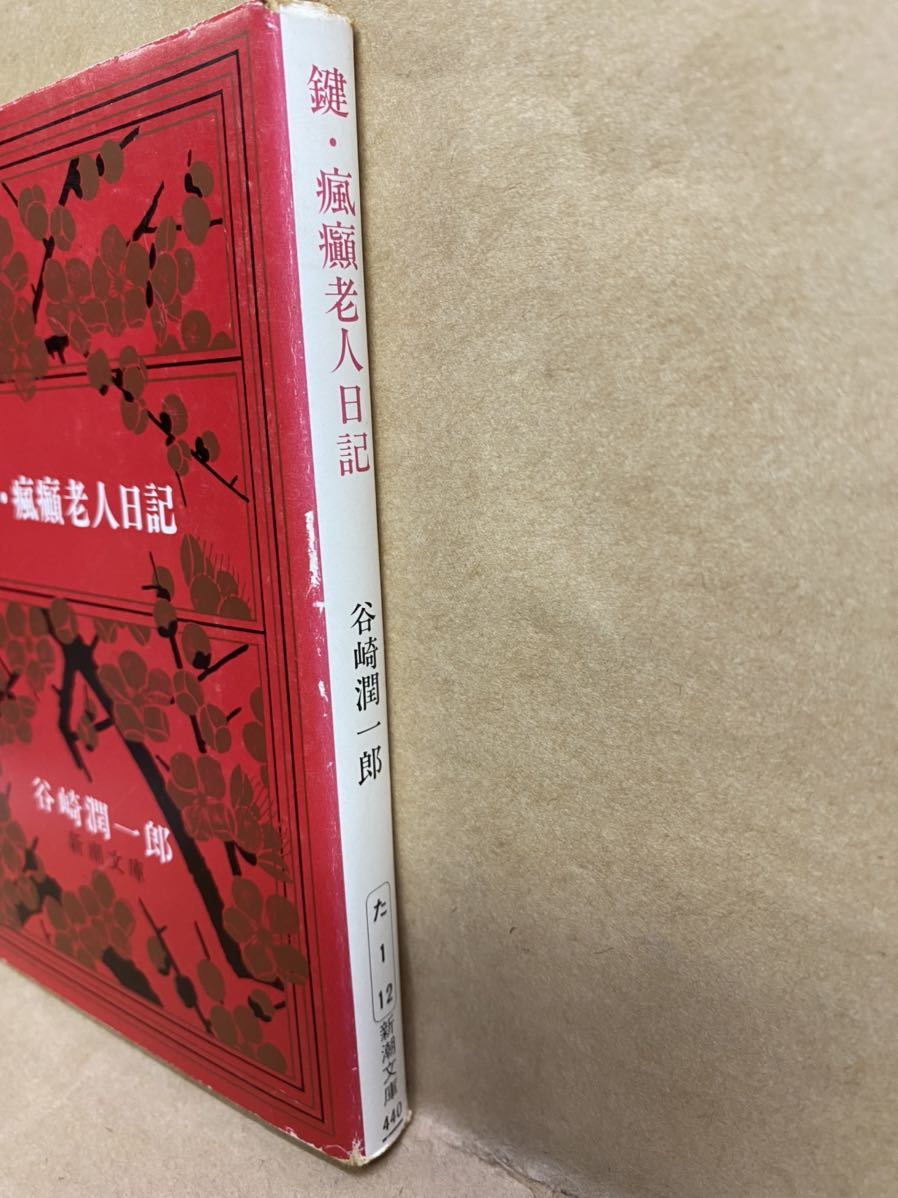 鍵・瘋癲老人日記
谷崎潤一郎
た
1
12
新潮文庫
440
・瘋癲老人日記
谷崎潤一郎
新潮文庫